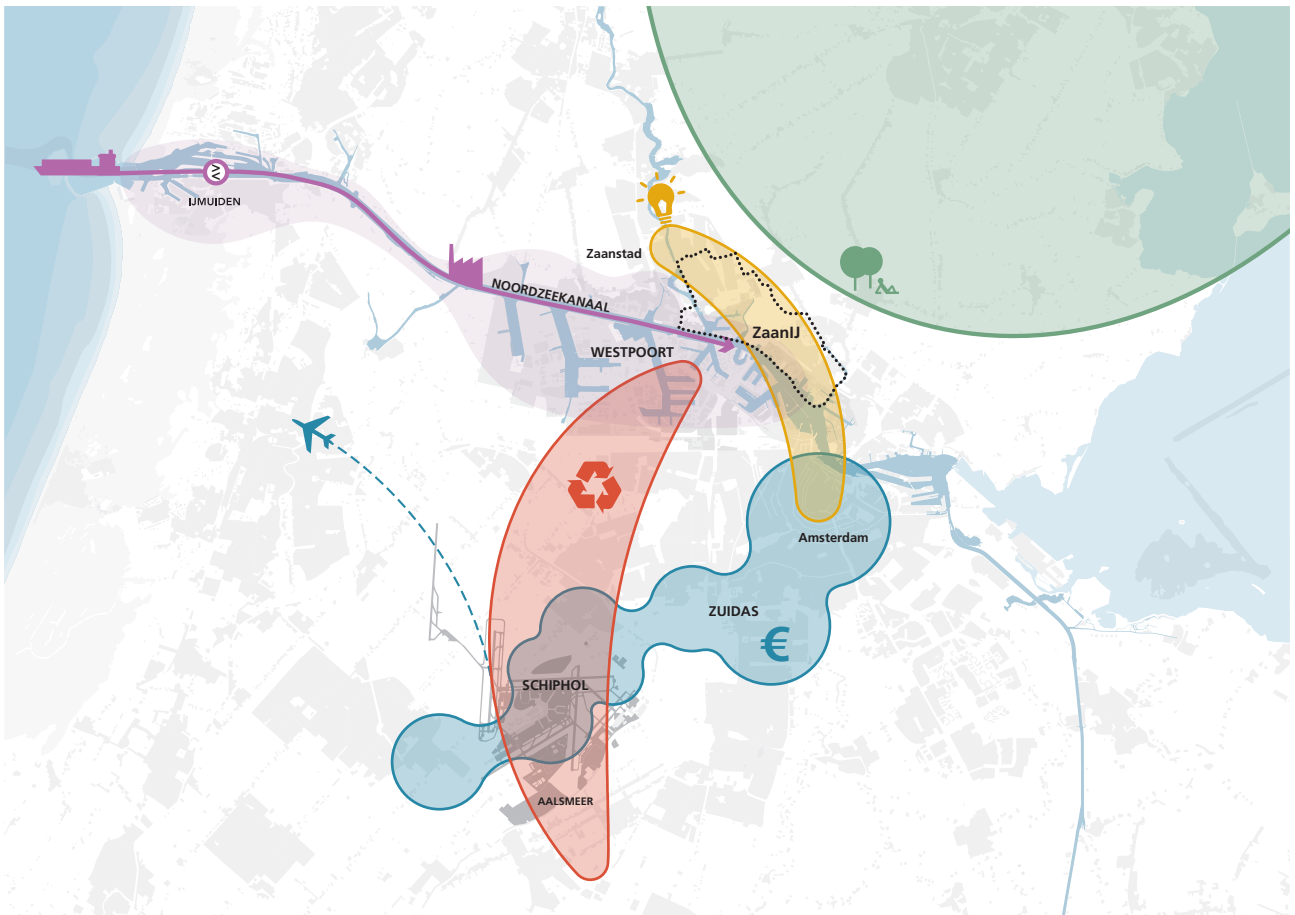 IJMUIDEN
Zaanstad
NOORDZEEKANAAL
ZaanIJ
WESTPOORT
Amsterdam
ZUIDAS
€
SCHIPHOL
AALSMEER